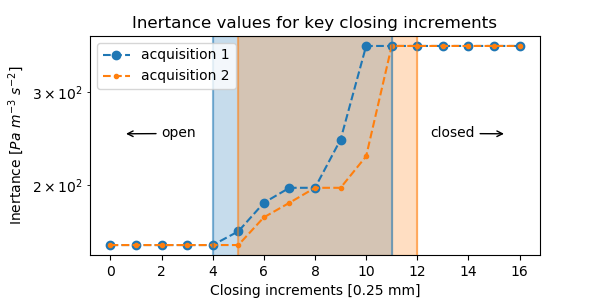 Inertance values for key closing increments
acquisition 1
acquisition 2
Inertance [Pa m⁻³ s⁻²]
3 × 10²
2 × 10²
open
closed
0 2 4 6 8 10 12 14 16
Closing increments [0.25 mm]